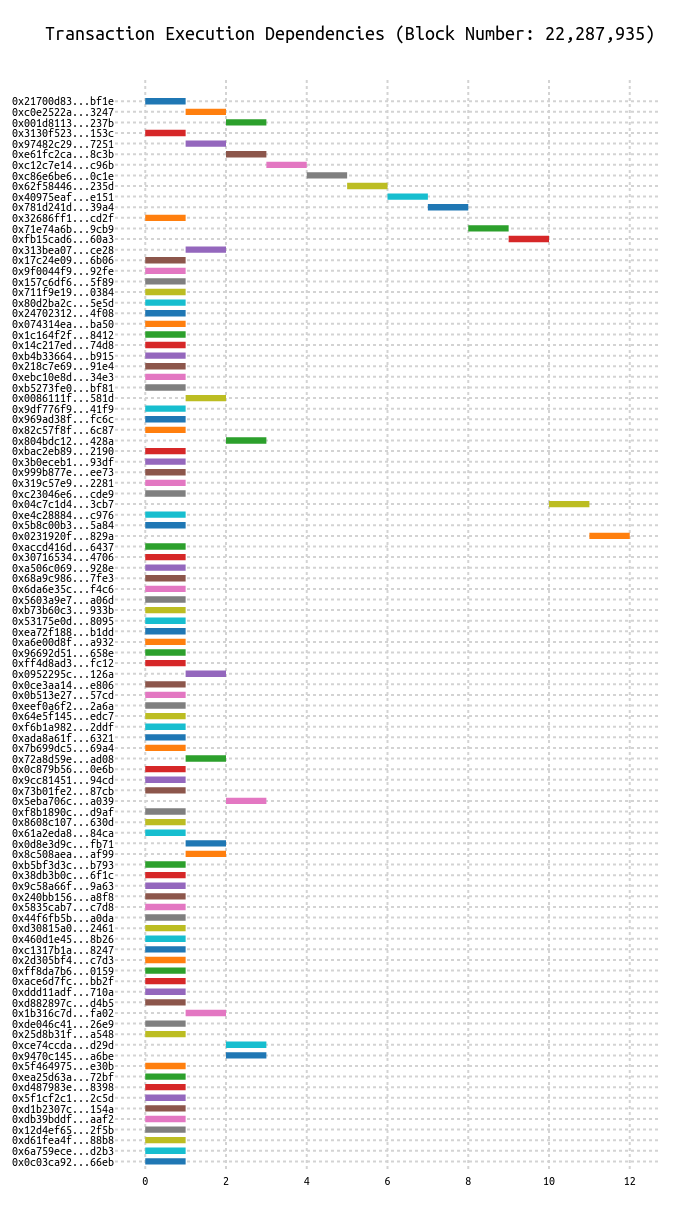 Transaction Execution Dependencies (Block Number: 22,287,935)
0x21700d83...bf1e
0xc0e2522a...3247
0x001d8113...237b
0x3130f523...153c
0x97482c29...7251
0xe61fc2ca...8c3b
0xc12c7e14...c96b
0xc86e6be6...0c1e
0x62f58446...235d
0x40975eaf...e151
0x781d241d...39a4
0x32686ff1...cd2f
0x71e74a6b...9cb9
0xfb15cad6...60a3
0x313bea07...ce28
0x17c24e09...6b06
0x9f0044f9...92fe
0x157c6df6...5f89
0x711f9e19...0384
0x80d2ba2c...5e5d
0x24702312...4f08
0x074314ea...ba50
0x1c164f2f...8412
0x14c217ed...74d8
0xb4b33664...b915
0x218c7e69...91e4
0xebc10e8d...34e3
0xb5273fe0...bf81
0x0086111f...581d
0x9df776f9...41f9
0x969ad38f...fc6c
0x82c57f8f...6c87
0x804bdc12...428a
0xbac2eb89...2190
0x3b0eceb1...93df
0x999b877e...ee73
0x319c57e9...2281
0xc23046e6...cde9
0x04c7c1d4...3cb7
0xe4c28884...c976
0x5b8c00b3...5a84
0x0231920f...829a
0xaccd416d...6437
0x30716534...4706
0xa506c069...928e
0x68a9c986...7fe3
0x6da6e35c...f4c6
0x5603a9e7...a06d
0xb73b60c3...933b
0x53175e0d...8095
0xea72f188...b1dd
0xa6e00d8f...a932
0x96692d51...658e
0xff4d8ad3...fc12
0x0952295c...126a
0x0ce3aa14...e806
0x0b513e27...57cd
0xeef0a6f2...2a6a
0x64e5f145...edc7
0xf6b1a982...2ddf
0xada8a61f...6321
0x7b699dc5...69a4
0x72a8d59e...ad08
0x0c879b56...0e6b
0x9cc81451...94cd
0x73b01fe2...87cb
0x5eba706c...a039
0xf8b1890c...d9af
0x8608c107...630d
0x61a2eda8...84ca
0x0d8e3d9c...fb71
0x8c508aea...af99
0xb5bf3d3c...b793
0x38db3b0c...6f1c
0x9c58a66f...9a63
0x240bb156...a8f8
0x5835cab7...c7d8
0x44f6fb5b...a0da
0xd30815a0...2461
0x460d1e45...8b26
0xc1317b1a...8247
0x2d305bf4...c7d3
0xff8da7b6...0159
0xace6d7fc...bb2f
0xddd11adf...710a
0xd882897c...d4b5
0x1b316c7d...fa02
0xde046c41...26e9
0x25d8b31f...a548
0xce74ccda...d29d
0x9470c145...a6be
0x5f464975...e30b
0xea25d63a...72bf
0xd487983e...8398
0x5f1cf2c1...2c5d
0xd1b2307c...154a
0xdb39bddf...aaf2
0x12d4ef65...2f5b
0xd61fea4f...88b8
0x6a759ece...d2b3
0x0c03ca92...66eb
0 2 4 6 8 10 12